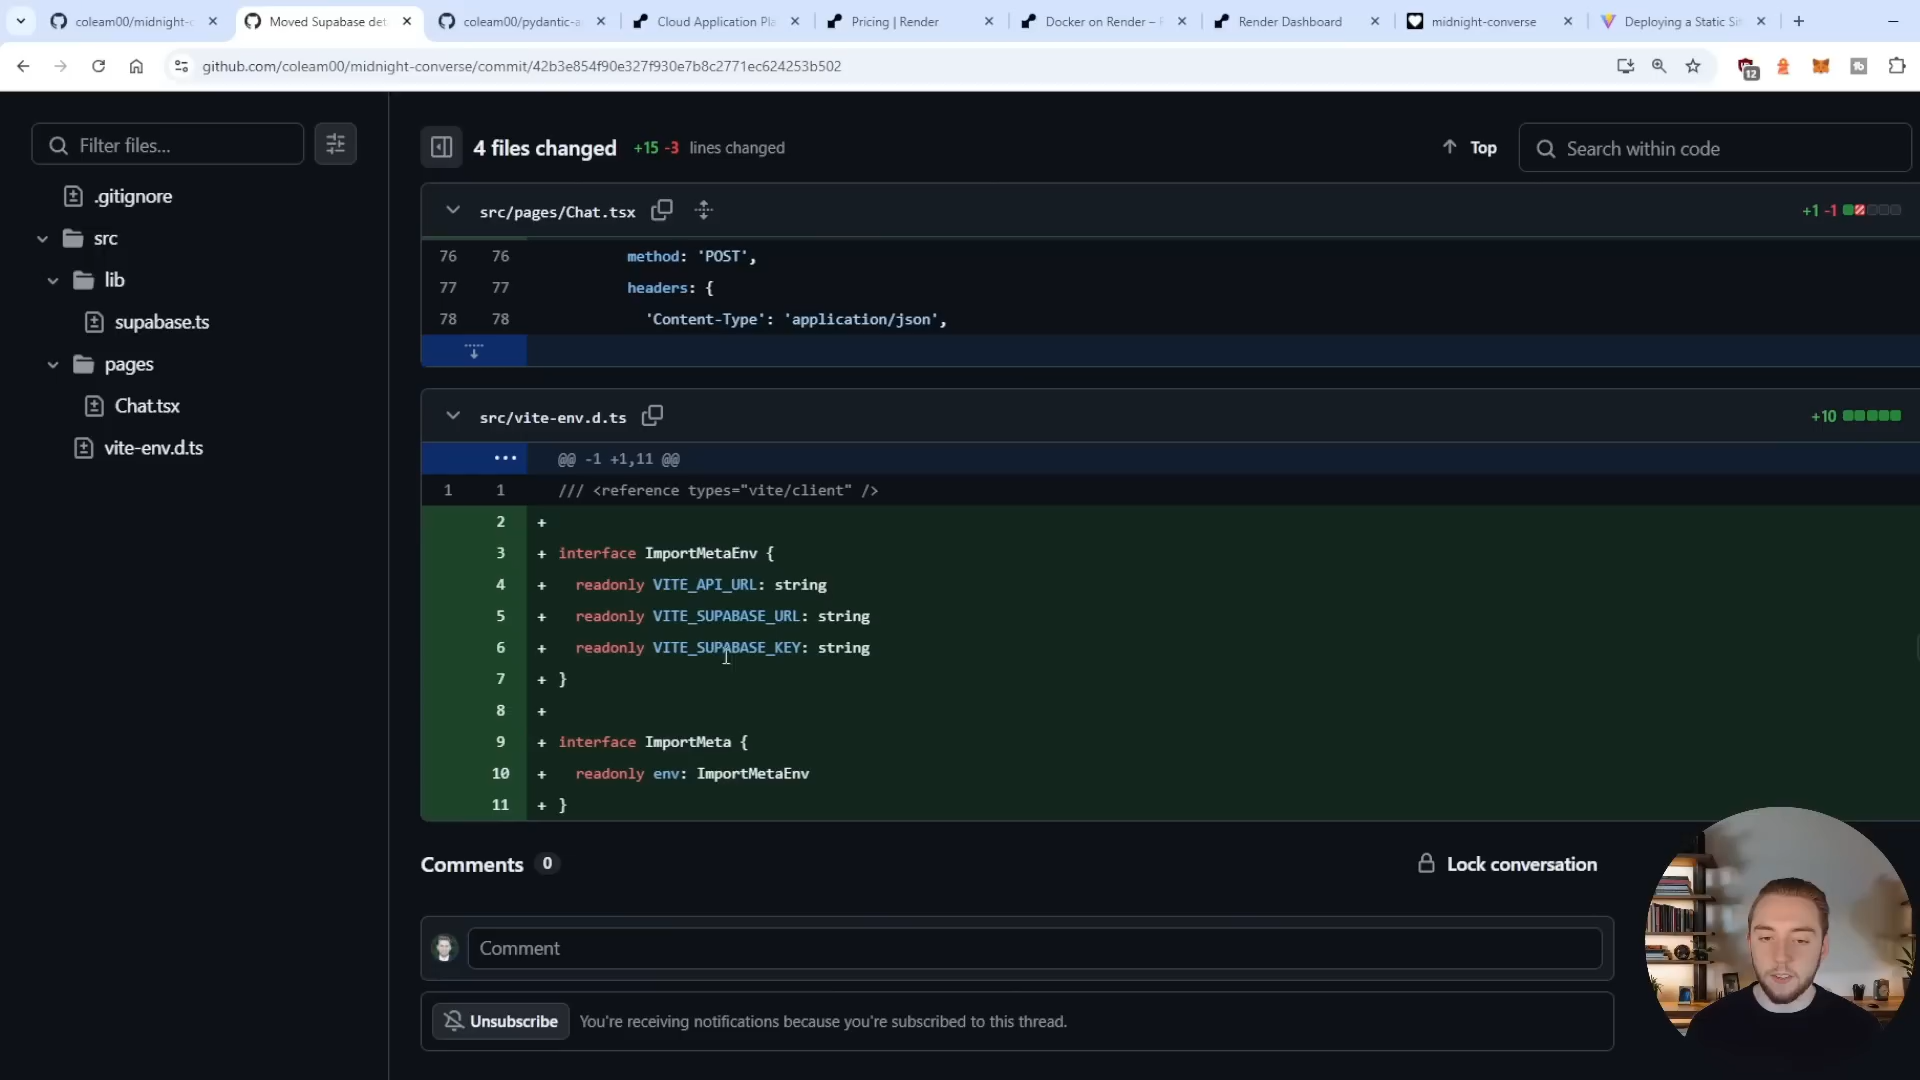 coleam00/midnight-c
Moved Supabase det
coleam00/pydantic-a
Cloud Application Pla
Pricing | Render
Docker on Render –
Render Dashboard
midnight-converse
Deploying a Static Sit
github.com/coleam00/midnight-converse/commit/42b3e854f90e327f930e7b8c2771ec624253b502
12
Filter files...
4 files changed +15 -3 lines changed
Top
Search within code
.gitignore
src
lib
supabase.ts
pages
Chat.tsx
vite-env.d.ts
src/pages/Chat.tsx
+1 -1
76 76 method: 'POST',
77 77 headers: {
78 78 'Content-Type': 'application/json',
src/vite-env.d.ts
+10
@@ -1 +1,11 @@
1 1 /// <reference types="vite/client" />
2 +
3 + interface ImportMetaEnv {
4 + readonly VITE_API_URL: string
5 + readonly VITE_SUPABASE_URL: string
6 + readonly VITE_SUPABASE_KEY: string
7 + }
8 +
9 + interface ImportMeta {
10 + readonly env: ImportMetaEnv
11 + }
Comments 0
Lock conversation
Comment
Unsubscribe
You're receiving notifications because you're subscribed to this thread.